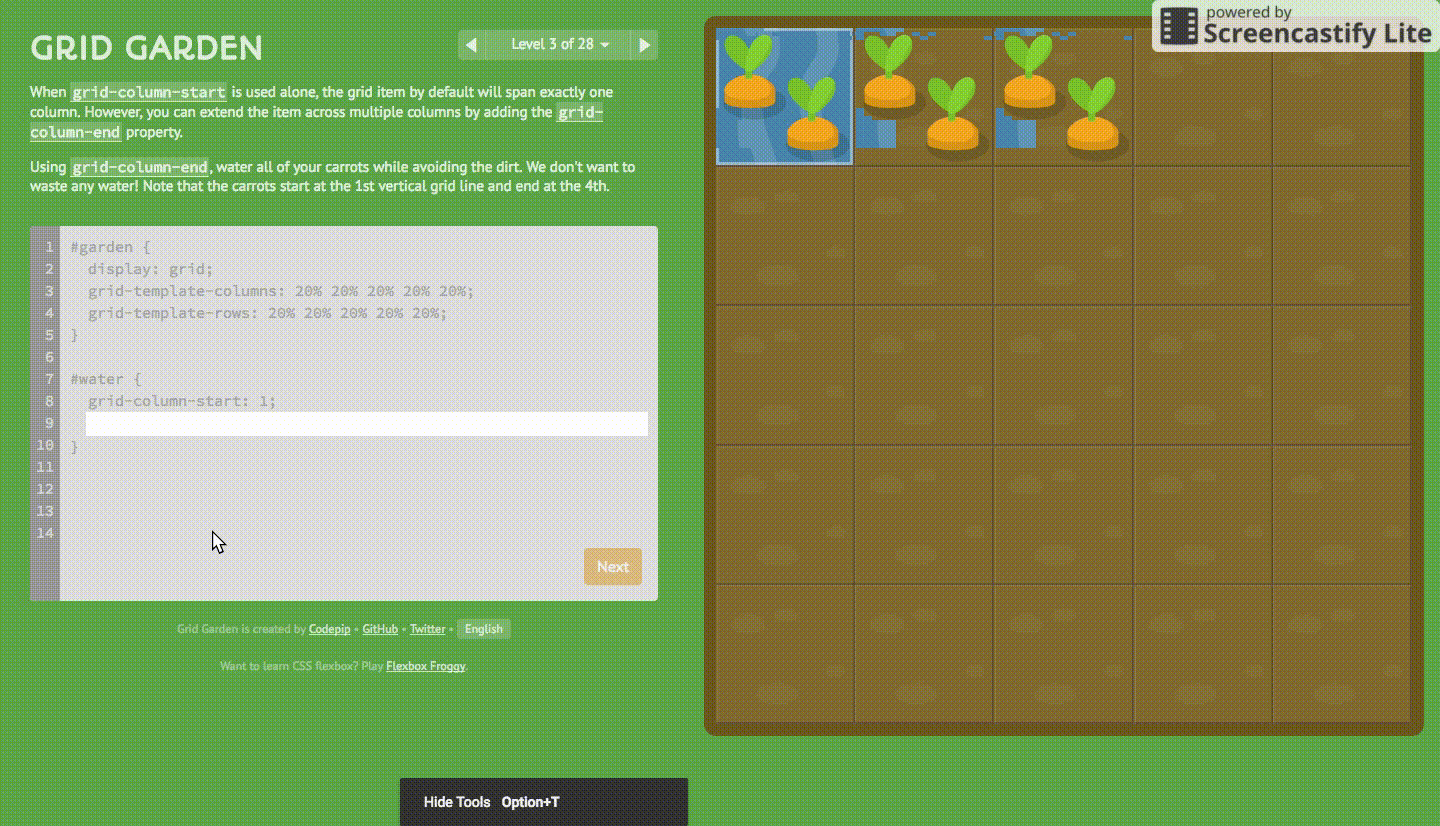 powered by
Screencastify Lite
GRID GARDEN
Level 3 of 28
When grid-column-start is used alone, the grid item by default will span exactly one
column. However, you can extend the item across multiple columns by adding the grid-
column-end property.
Using grid-column-end, water all of your carrots while avoiding the dirt. We don't want to
waste any water! Note that the carrots start at the 1st vertical grid line and end at the 4th.
1 #garden {
2 display: grid;
3 grid-template-columns: 20% 20% 20% 20% 20%;
4 grid-template-rows: 20% 20% 20% 20% 20%;
5 }
6
7 #water {
8 grid-column-start: 1;
9
10 }
11
12
13
14
Next
Grid Garden is created by Codepip • GitHub • Twitter • English
Want to learn CSS flexbox? Play Flexbox Froggy.
Hide Tools Option+T